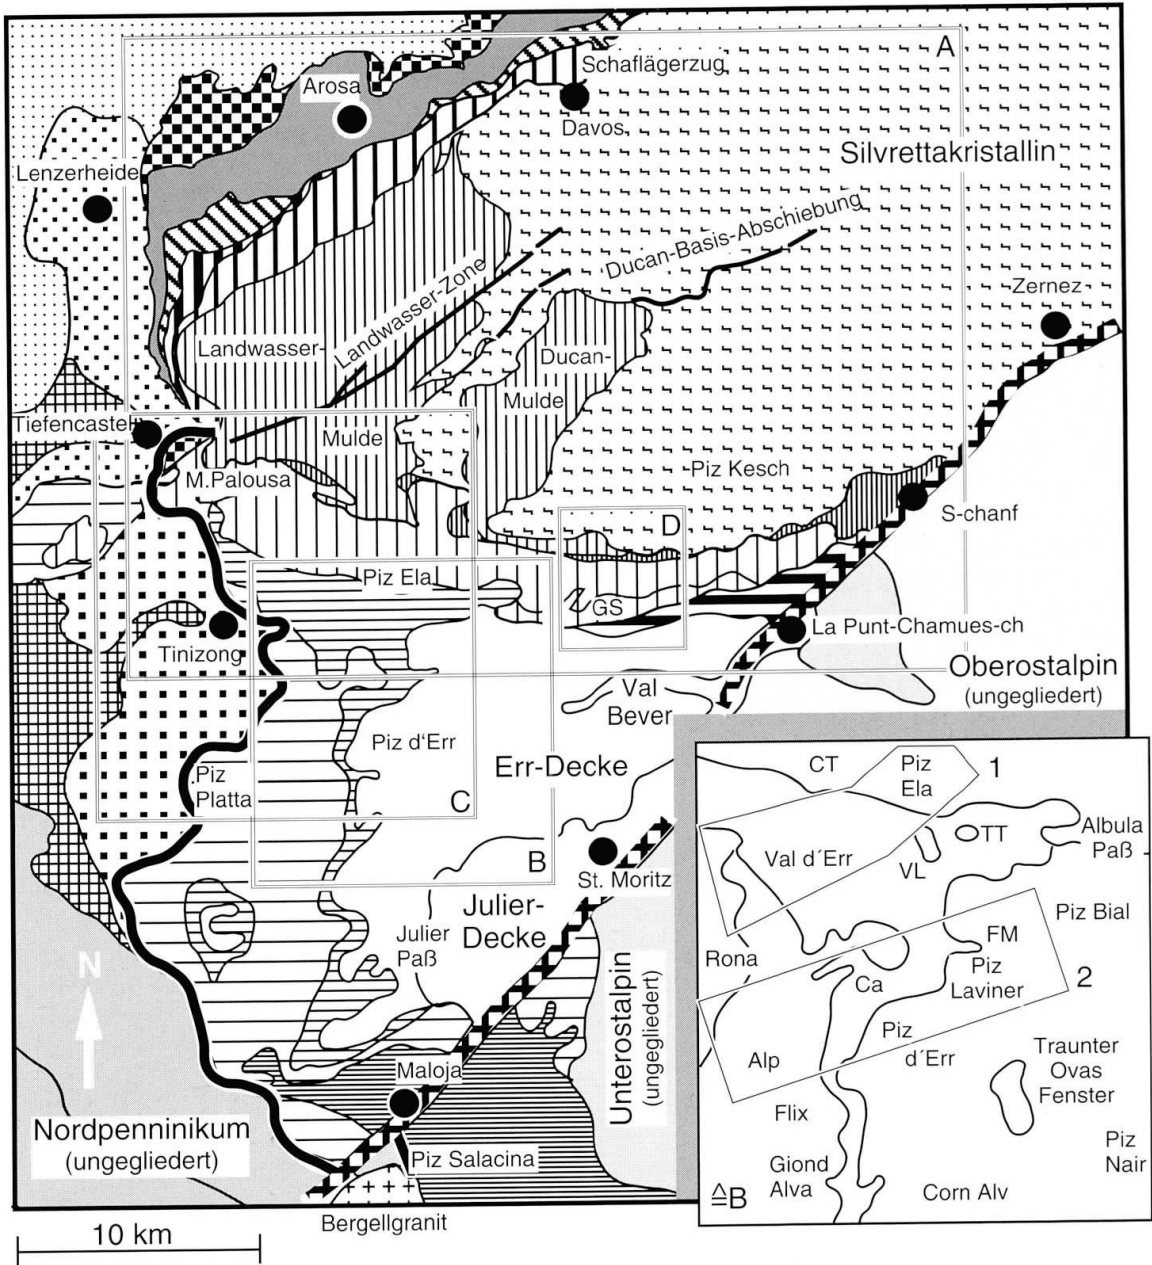 A
Schaflägerzug
Arosa
Davos
Silvrettakristallin
Lenzerheide
Ducan-Basis-Abschiebung
Landwasser-Zone
Zernez
Landwasser-
Ducan-
Mulde
Tiefencastel
Mulde
M.Palousa
Piz Kesch
S-chanf
D
Piz Ela
GS
La Punt-Chamues-ch
Tinizong
Oberostalpin
(ungegliedert)
Val
Bever
Piz d'Err
Err-Decke
Piz
Platta
C
B
St. Moritz
Julier-
Decke
Julier
Paß
N
Unterostalpin
(ungegliedert)
Maloja
Nordpenninikum
(ungegliedert)
Piz Salacina
Bergellgranit
10 km
CT
Piz
Ela
1
TT
Albula
Paß
Val d´Err
VL
Piz Bial
FM
Rona
Piz
Laviner
2
Ca
Piz
d´Err
Alp
Traunter
Ovas
Fenster
Flix
Piz
Nair
Giond
Alva
Corn Alv
≙B